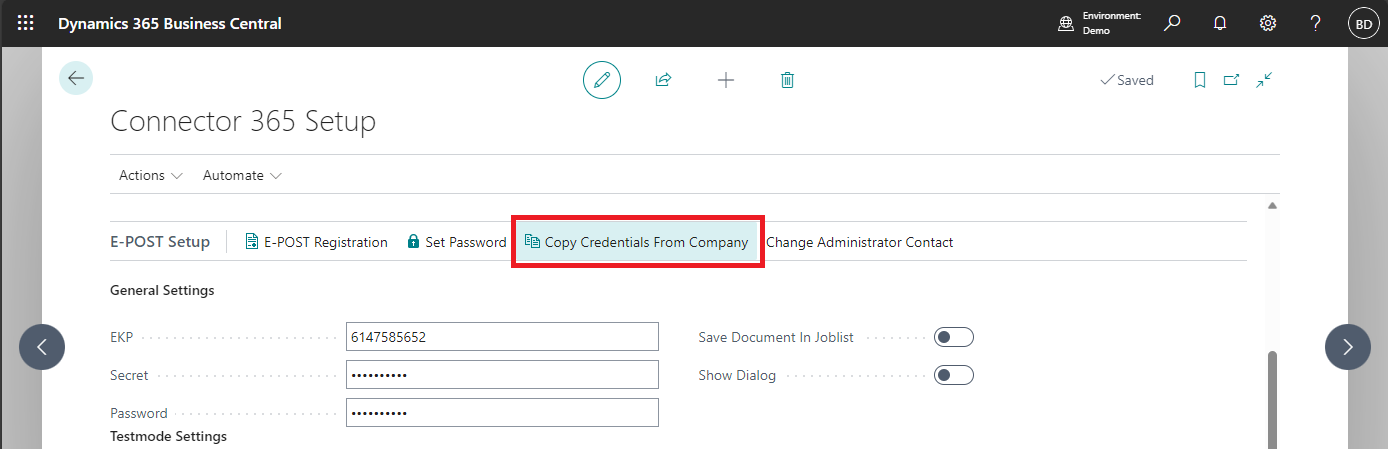 Dynamics 365 Business Central
Environment:
Demo
BD
Saved
Connector 365 Setup
Actions Automate
E-POST Setup E-POST Registration Set Password Copy Credentials From Company Change Administrator Contact
General Settings
EKP 6147585652 Save Document In Joblist
Secret •••••••••• Show Dialog
Password ••••••••••
Testmode Settings